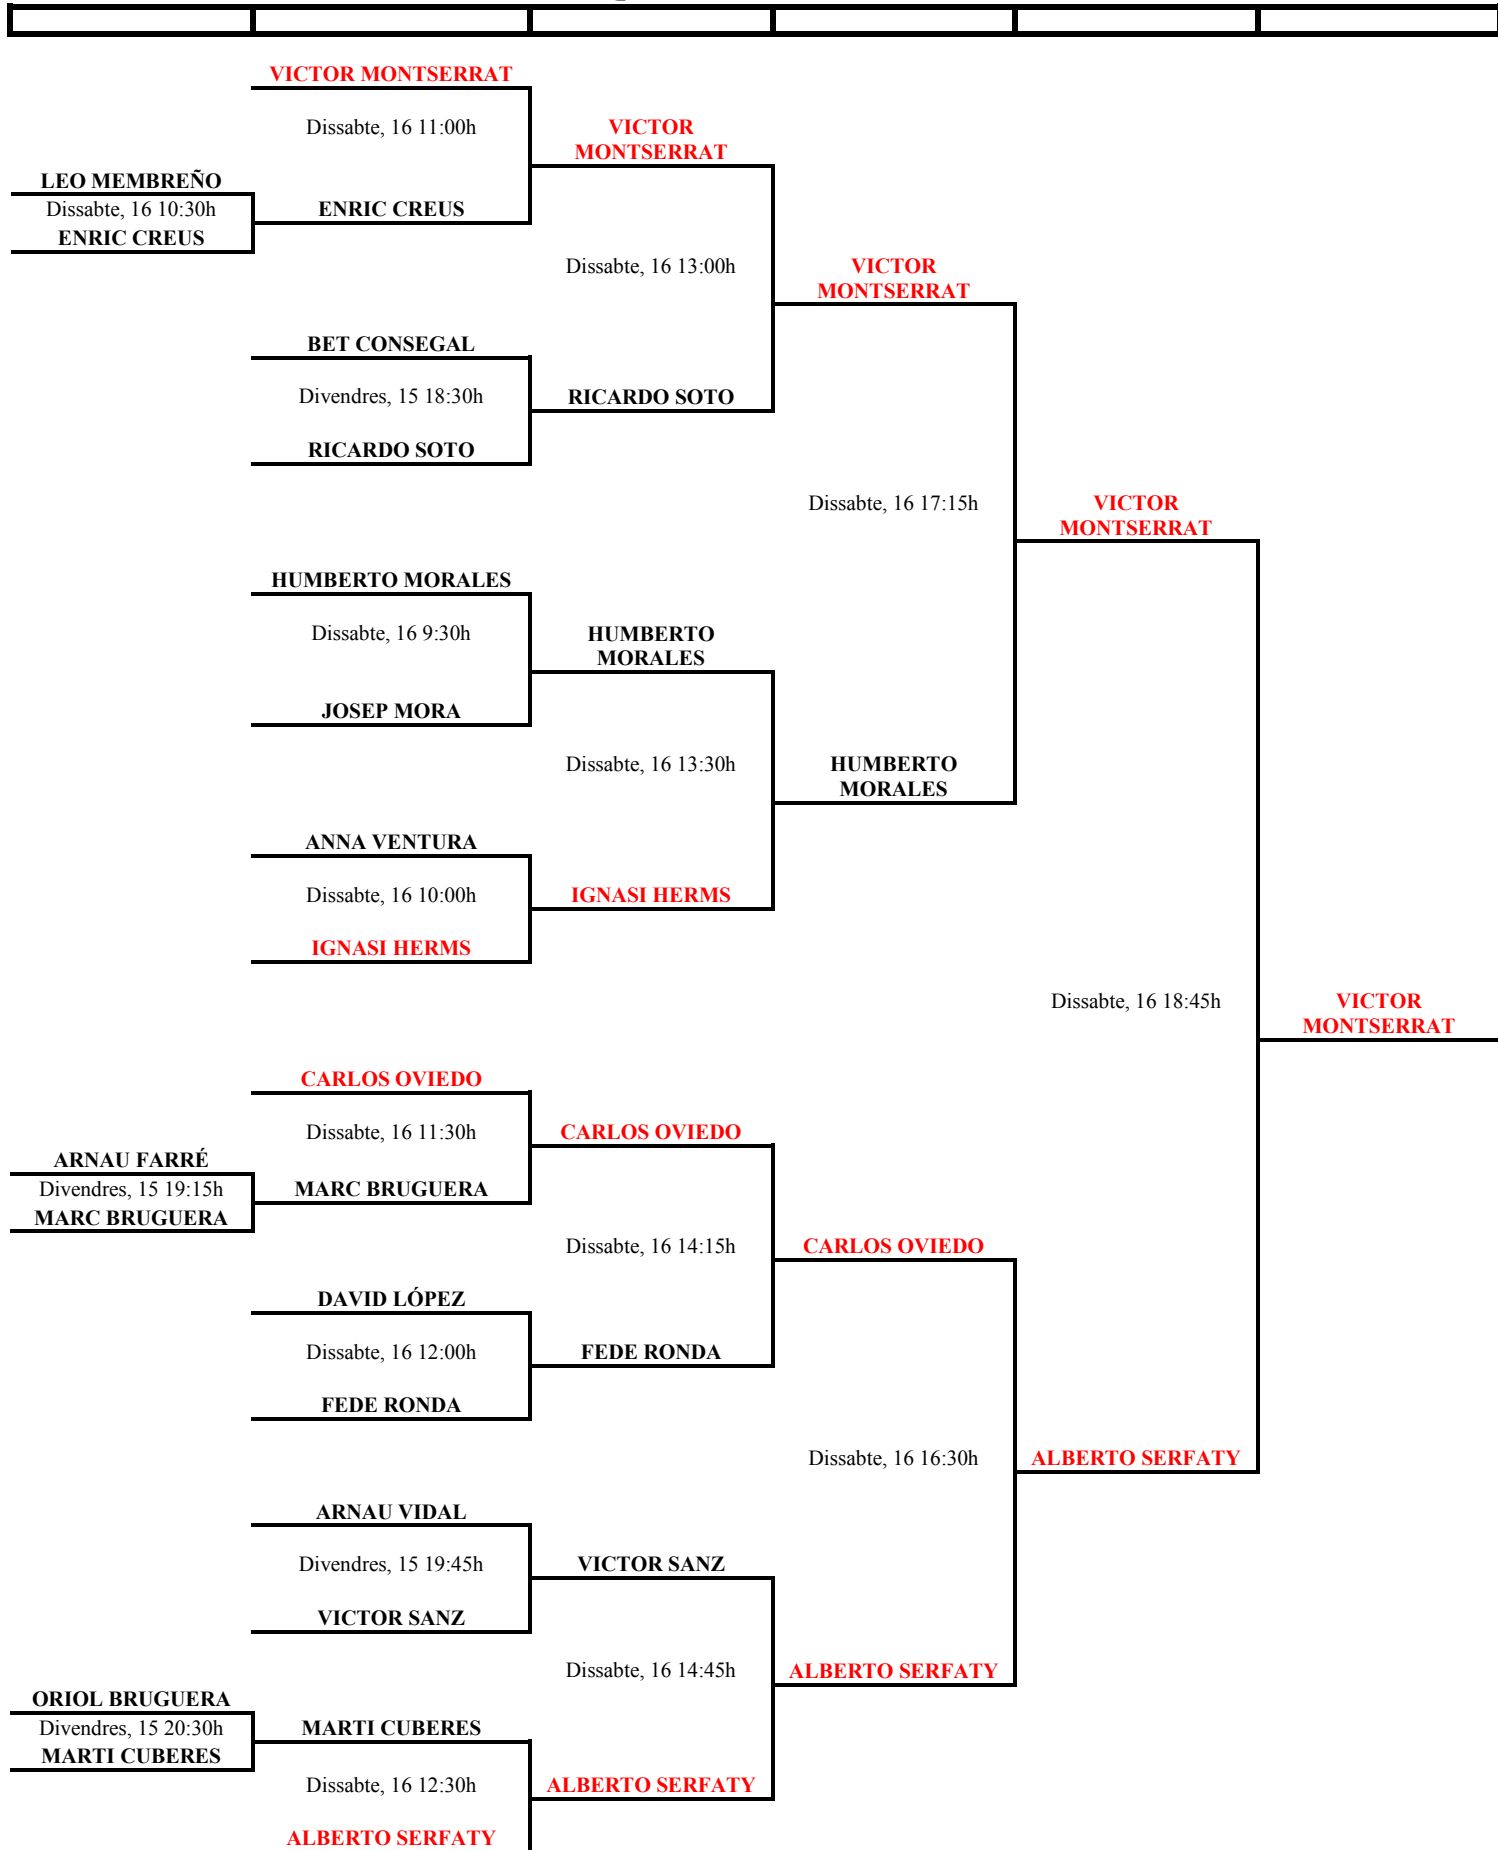 VICTOR MONTSERRAT
Dissabte, 16 11:00h
VICTOR
MONTSERRAT
LEO MEMBREÑO
Dissabte, 16 10:30h
ENRIC CREUS
ENRIC CREUS
Dissabte, 16 13:00h
VICTOR
MONTSERRAT
BET CONSEGAL
Divendres, 15 18:30h
RICARDO SOTO
RICARDO SOTO
Dissabte, 16 17:15h
VICTOR
MONTSERRAT
HUMBERTO MORALES
Dissabte, 16 9:30h
HUMBERTO
MORALES
JOSEP MORA
Dissabte, 16 13:30h
HUMBERTO
MORALES
ANNA VENTURA
Dissabte, 16 10:00h
IGNASI HERMS
IGNASI HERMS
Dissabte, 16 18:45h
VICTOR
MONTSERRAT
CARLOS OVIEDO
Dissabte, 16 11:30h
CARLOS OVIEDO
ARNAU FARRÉ
Divendres, 15 19:15h
MARC BRUGUERA
MARC BRUGUERA
Dissabte, 16 14:15h
CARLOS OVIEDO
DAVID LÓPEZ
Dissabte, 16 12:00h
FEDE RONDA
FEDE RONDA
Dissabte, 16 16:30h
ALBERTO SERFATY
ARNAU VIDAL
Divendres, 15 19:45h
VICTOR SANZ
VICTOR SANZ
Dissabte, 16 14:45h
ALBERTO SERFATY
ORIOL BRUGUERA
Divendres, 15 20:30h
MARTI CUBERES
MARTI CUBERES
Dissabte, 16 12:30h
ALBERTO SERFATY
ALBERTO SERFATY